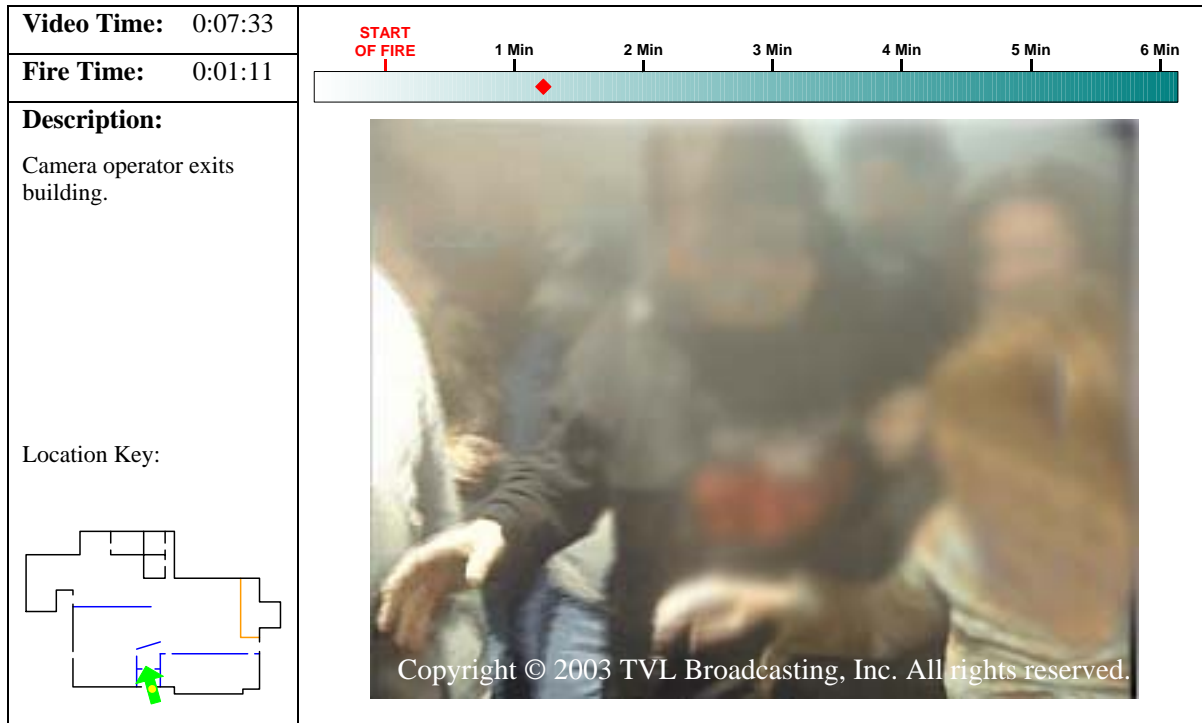 Video Time: 0:07:33
Fire Time: 0:01:11
Description:
Camera operator exits
building.
Location Key:
START
OF FIRE
1 Min
2 Min
3 Min
4 Min
5 Min
6 Min
Copyright © 2003 TVL Broadcasting, Inc. All rights reserved.